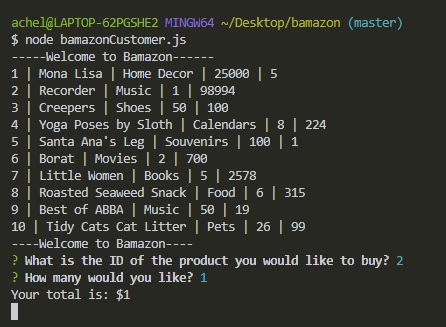 achel@LAPTOP-62PGSHE2 MINGW64 ~/Desktop/bamazon (master)
$ node bamazonCustomer.js
-----Welcome to Bamazon------
1 | Mona Lisa | Home Decor | 25000 | 5
2 | Recorder | Music | 1 | 98994
3 | Creepers | Shoes | 50 | 100
4 | Yoga Poses by Sloth | Calendars | 8 | 224
5 | Santa Ana's Leg | Souvenirs | 100 | 1
6 | Borat | Movies | 2 | 700
7 | Little Women | Books | 5 | 2578
8 | Roasted Seaweed Snack | Food | 6 | 315
9 | Best of ABBA | Music | 50 | 19
10 | Tidy Cats Cat Litter | Pets | 26 | 99
----Welcome to Bamazon----
? What is the ID of the product you would like to buy? 2
? How many would you like? 1
Your total is: $1